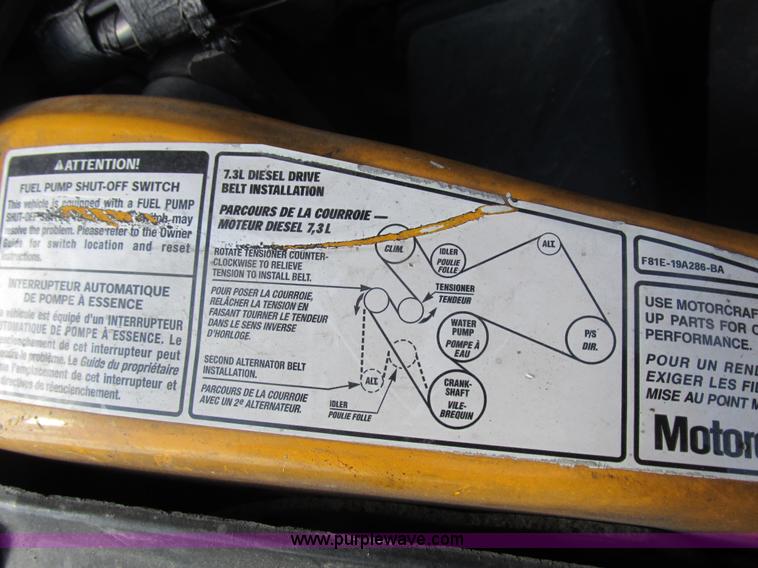 ATTENTION!
FUEL PUMP SHUT-OFF SWITCH
This vehicle is equipped with a FUEL PUMP
SHUT-OFF may
resolve the problem. Please refer to the Owner
Guide for switch location and reset
instructions.
INTERRUPTEUR AUTOMATIQUE
DE POMPE À ESSENCE
véhicule est équipé d'un INTERRUPTEUR
AUTOMATIQUE DE POMPE À ESSENCE. Le
réenclenchement de cet interrupteur peut
le problème. Le Guide du propriétaire
l'emplacement de cet interrupteur et
directives de réenclenchement.
7.3L DIESEL DRIVE
BELT INSTALLATION
PARCOURS DE LA COURROIE —
MOTEUR DIESEL 7,3 L
ROTATE TENSIONER COUNTER-
CLOCKWISE TO RELIEVE
TENSION TO INSTALL BELT.
POUR POSER LA COURROIE,
RELÂCHER LA TENSION EN
FAISANT TOURNER LE TENDEUR
DANS LE SENS INVERSE
D'HORLOGE.
SECOND ALTERNATOR BELT
INSTALLATION.
PARCOURS DE LA COURROIE
AVEC UN 2e ALTERNATEUR.
CLIM.
IDLER
POULIE
FOLLE
ALT.
TENSIONER
TENDEUR
WATER
PUMP
POMPE À
EAU
P/S
DIR.
ALT.
IDLER
POULIE FOLLE
CRANK-
SHAFT
VILE-
BREQUIN
F81E-19A286-BA
USE MOTORCRAF
UP PARTS FOR
PERFORMANCE.
POUR UN REND
EXIGER LES FIL
MISE AU POINT M
Motorc
www.purplewave.com